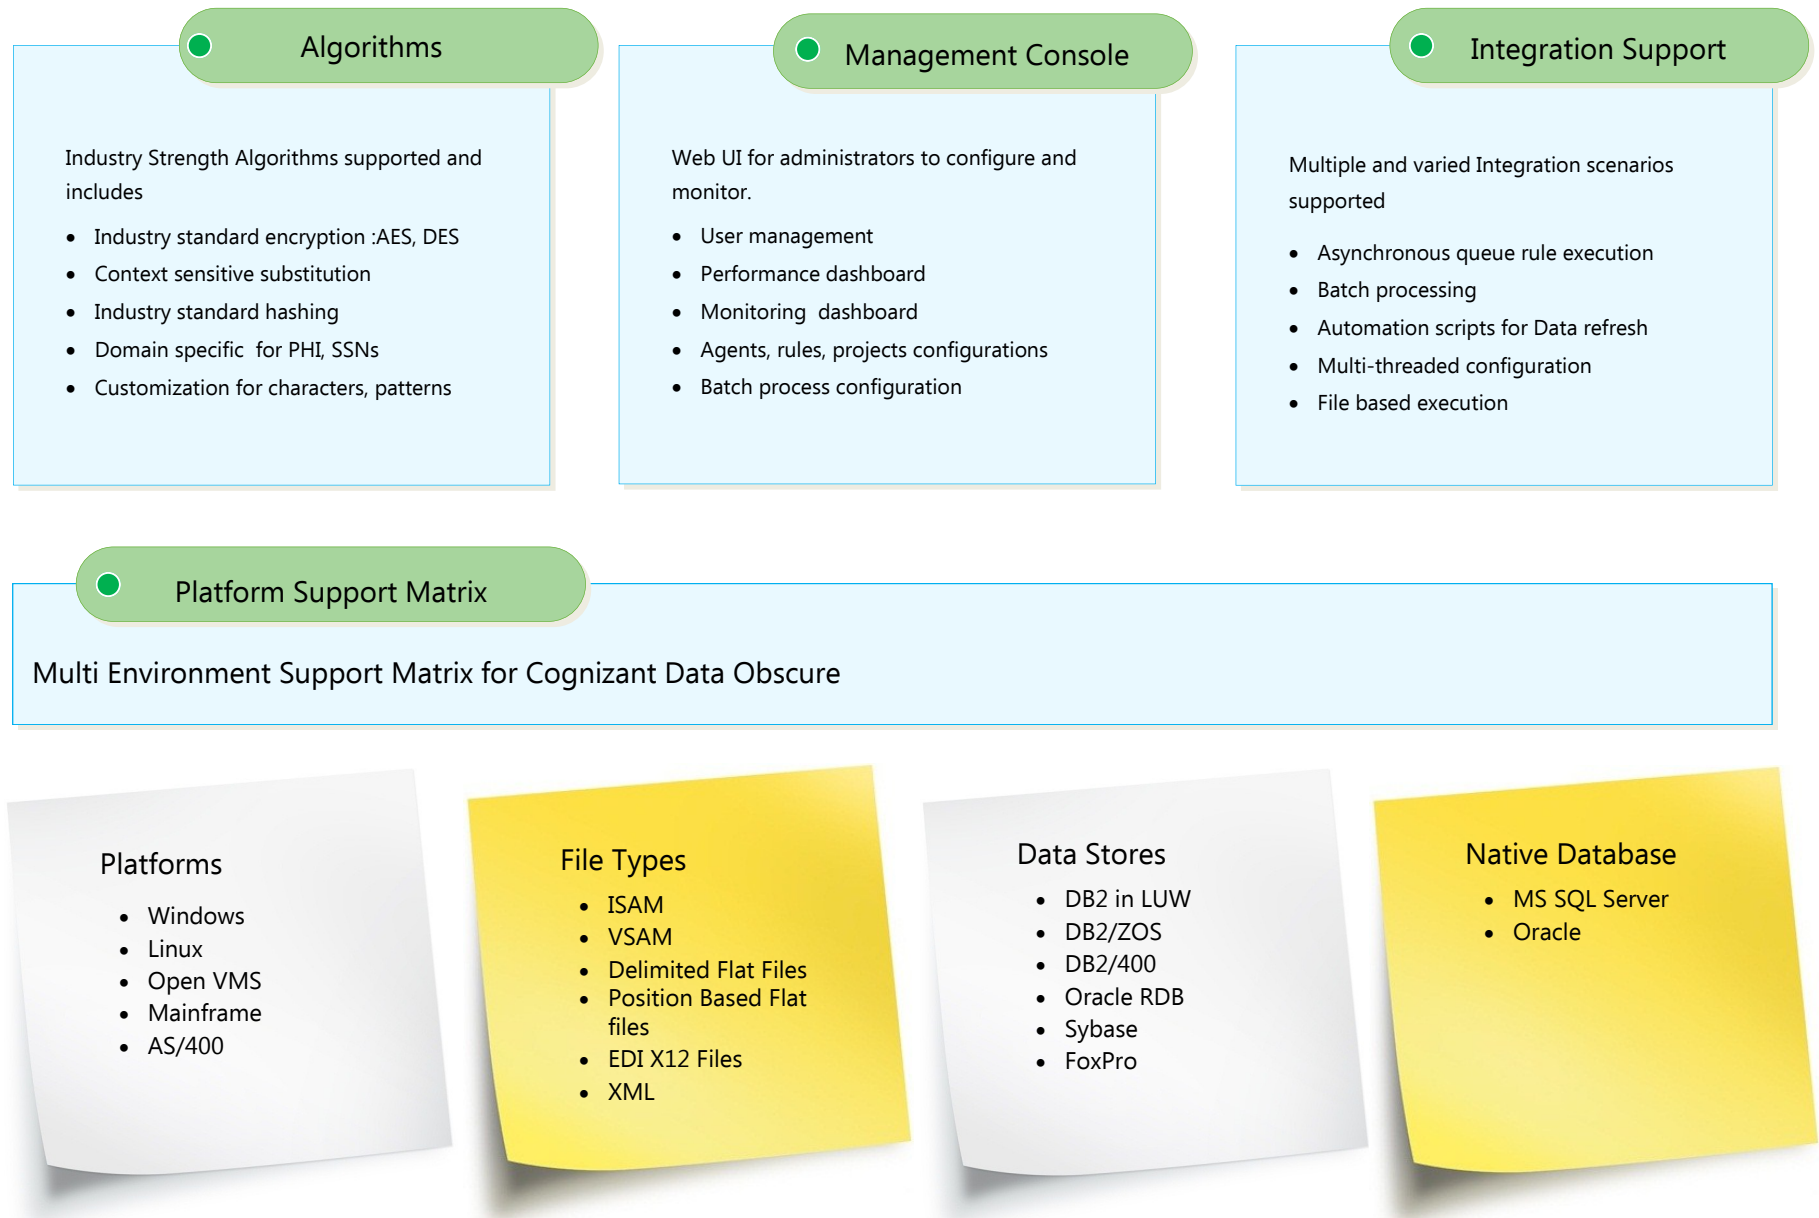 Algorithms
Industry Strength Algorithms supported and
includes
• Industry standard encryption :AES, DES
• Context sensitive substitution
• Industry standard hashing
• Domain specific  for PHI, SSNs
• Customization for characters, patterns
Management Console
Web UI for administrators to configure and
monitor.
• User management
• Performance dashboard
• Monitoring  dashboard
• Agents, rules, projects configurations
• Batch process configuration
Integration Support
Multiple and varied Integration scenarios
supported
• Asynchronous queue rule execution
• Batch processing
• Automation scripts for Data refresh
• Multi-threaded configuration
• File based execution
Platform Support Matrix
Multi Environment Support Matrix for Cognizant Data Obscure
Platforms
• Windows
• Linux
• Open VMS
• Mainframe
• AS/400
File Types
• ISAM
• VSAM
• Delimited Flat Files
• Position Based Flat
files
• EDI X12 Files
• XML
Data Stores
• DB2 in LUW
• DB2/ZOS
• DB2/400
• Oracle RDB
• Sybase
• FoxPro
Native Database
• MS SQL Server
• Oracle